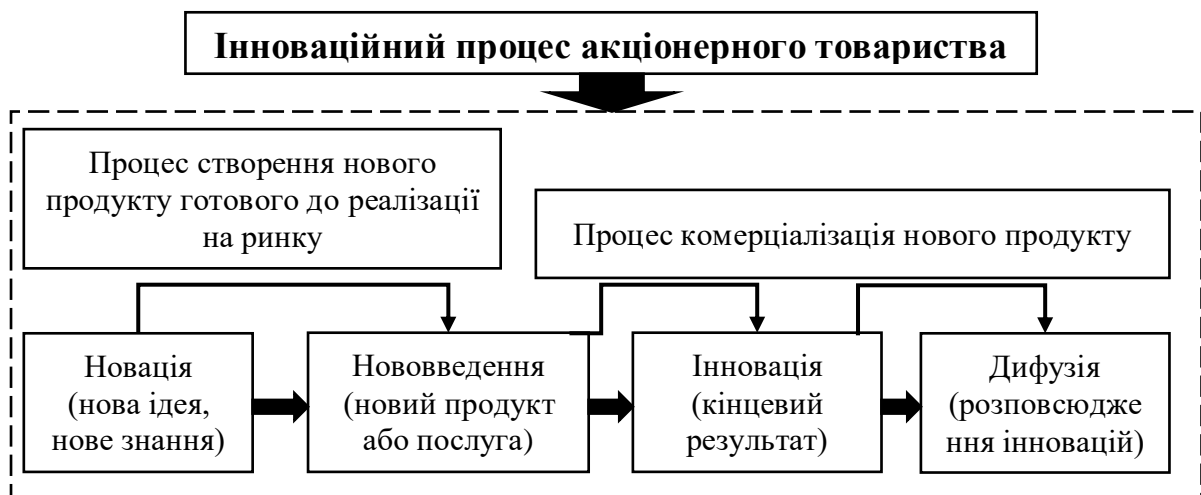 Інноваційний процес акціонерного товариства
Процес створення нового
продукту готового до реалізації
на ринку
Процес комерціалізація нового продукту
Новація
(нова ідея,
нове знання)
Нововведення
(новий продукт
або послуга)
Інновація
(кінцевий
результат)
Дифузія
(розповсюдже
ення інновацій)